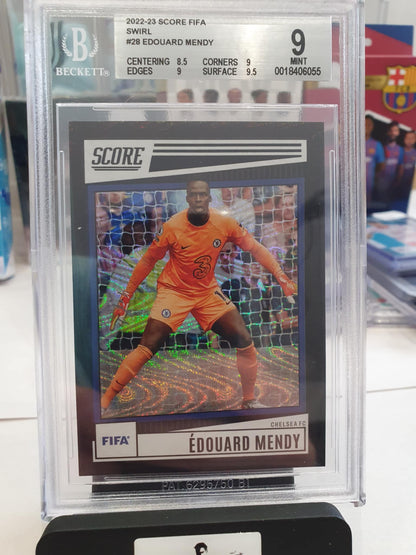 2022-23 SCORE FIFA
SWIRL
#28 EDOUARD MENDY
CENTERING 8.5 CORNERS 9
EDGES 9 SURFACE 9.5
9
MINT
0018406055
B
BECKETT®
SCORE
3
CHELSEA FC
FIFA
ÉDOUARD MENDY